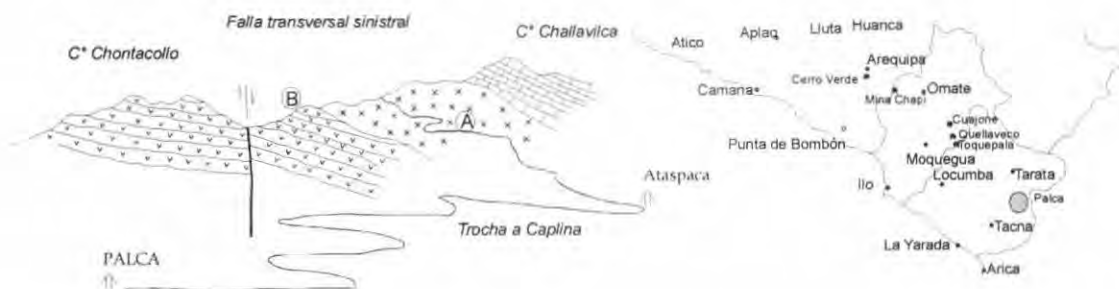 Falla transversal sinistral
C° Chontacollo
C° Challavilca
B
A
Ataspaca
Trocha a Caplina
PALCA
Atico
Aplao
Lluta
Huanca
Arequipa
Cerro Verde
Camana
Mina Chapi
Omate
Cuajone
Quellaveco
Toquepala
Punta de Bombón
Moquegua
Locumba
Tarata
Ilo
Palca
Tacna
La Yarada
Arica